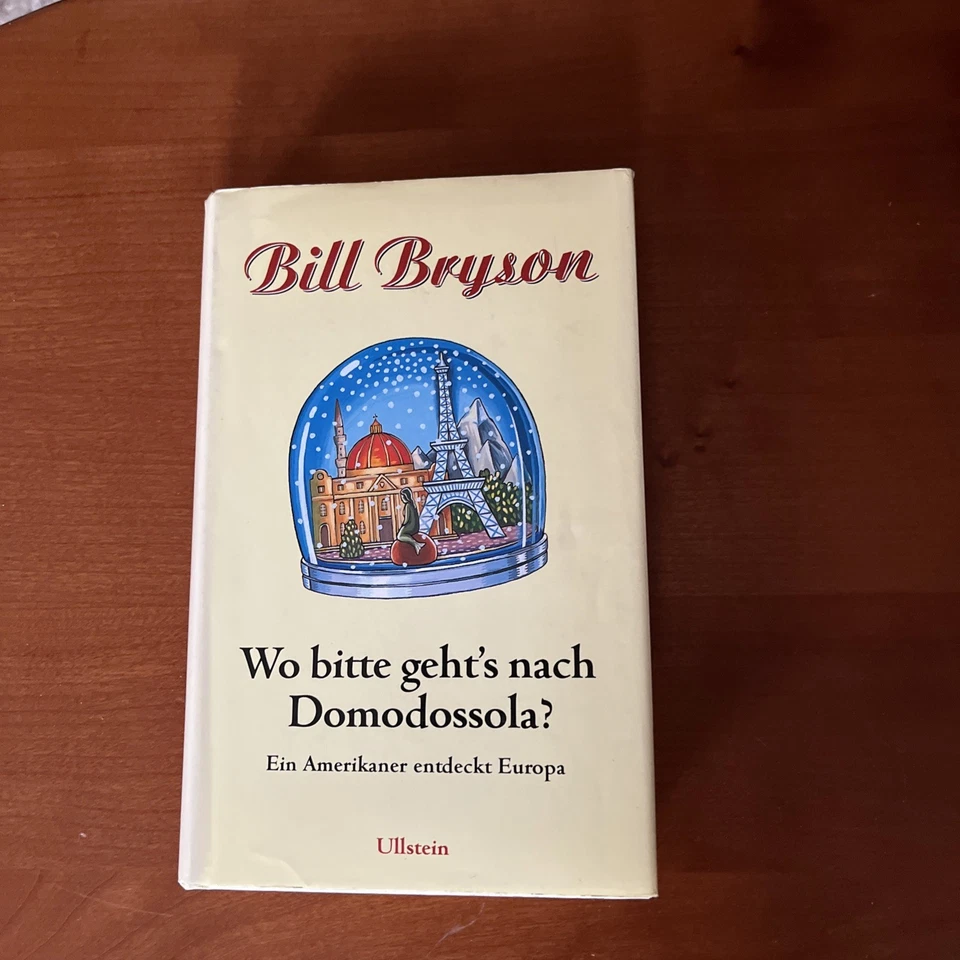 Bill Bryson
Wo bitte geht's nach
Domodossola?
Ein Amerikaner entdeckt Europa
Ullstein